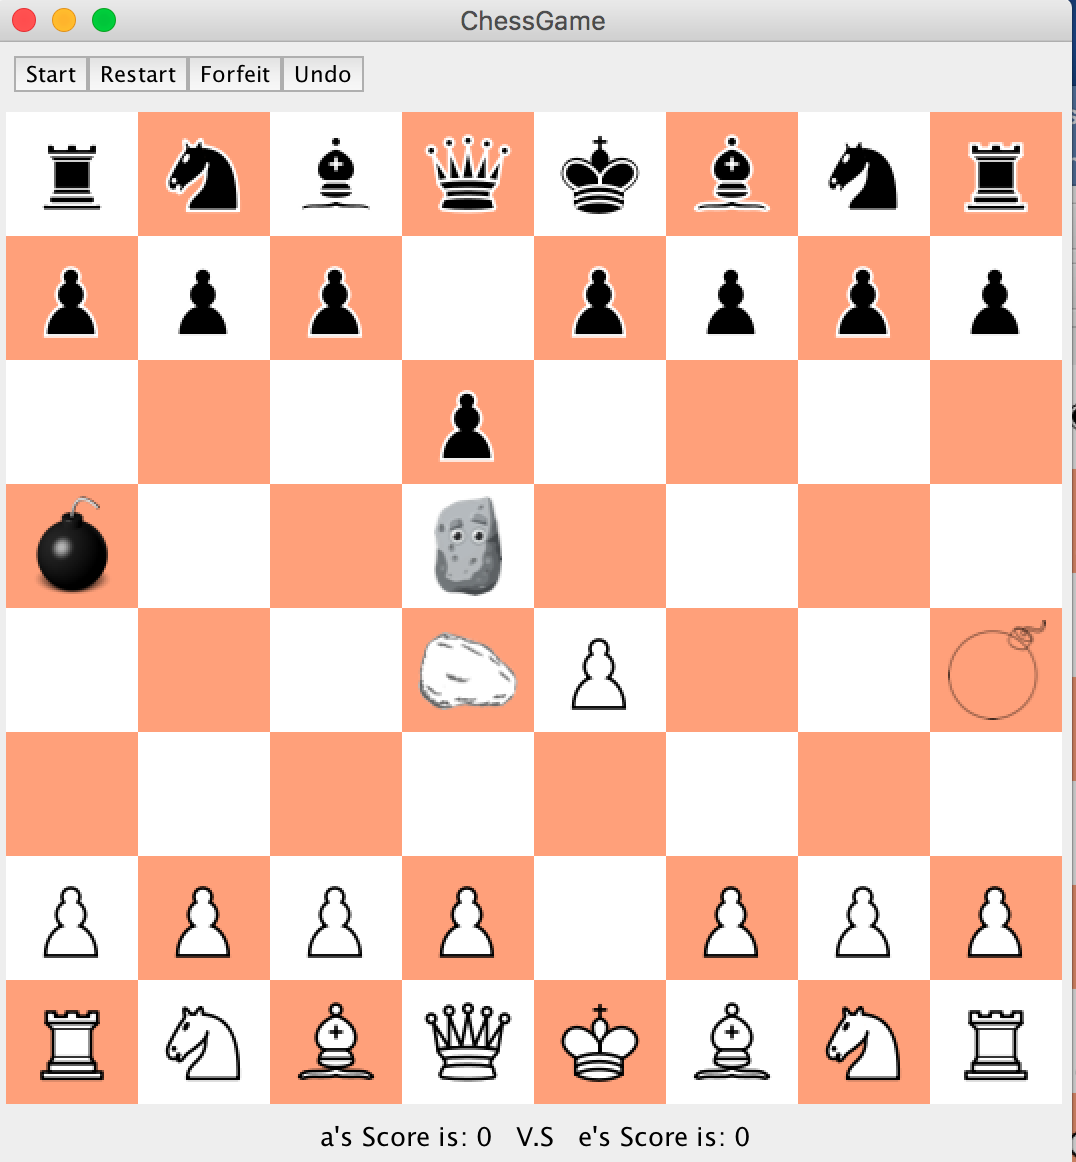 ChessGame
Start Restart Forfeit Undo
a's Score is: 0 V.S e's Score is: 0